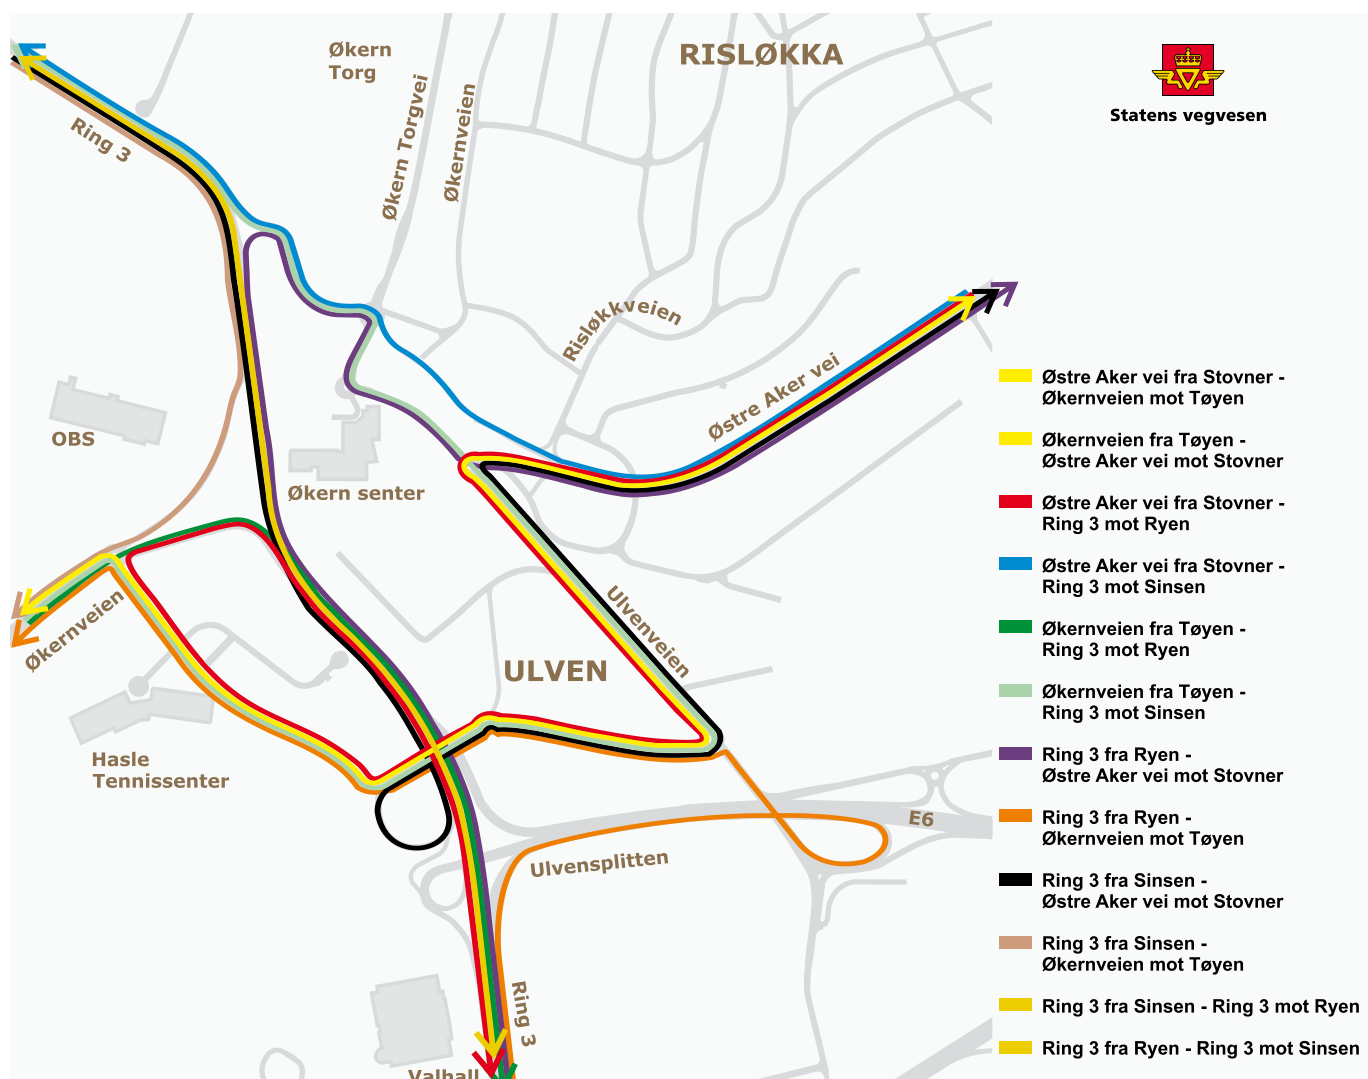 Økern
Torg
RISLØKKA
Statens vegvesen
Ring 3
Økern Torgvei
Økernveien
Risløkkveien
Østre Aker vei
OBS
Økern senter
Økernveien
Ulvenveien
ULVEN
Hasle
Tennissenter
E6
Ulvensplitten
Ring 3
Valhall
Østre Aker vei fra Stovner -
Økernveien mot Tøyen
Økernveien fra Tøyen -
Østre Aker vei mot Stovner
Østre Aker vei fra Stovner -
Ring 3 mot Ryen
Østre Aker vei fra Stovner -
Ring 3 mot Sinsen
Økernveien fra Tøyen -
Ring 3 mot Ryen
Økernveien fra Tøyen -
Ring 3 mot Sinsen
Ring 3 fra Ryen -
Østre Aker vei mot Stovner
Ring 3 fra Ryen -
Økernveien mot Tøyen
Ring 3 fra Sinsen -
Østre Aker vei mot Stovner
Ring 3 fra Sinsen -
Økernveien mot Tøyen
Ring 3 fra Sinsen - Ring 3 mot Ryen
Ring 3 fra Ryen - Ring 3 mot Sinsen